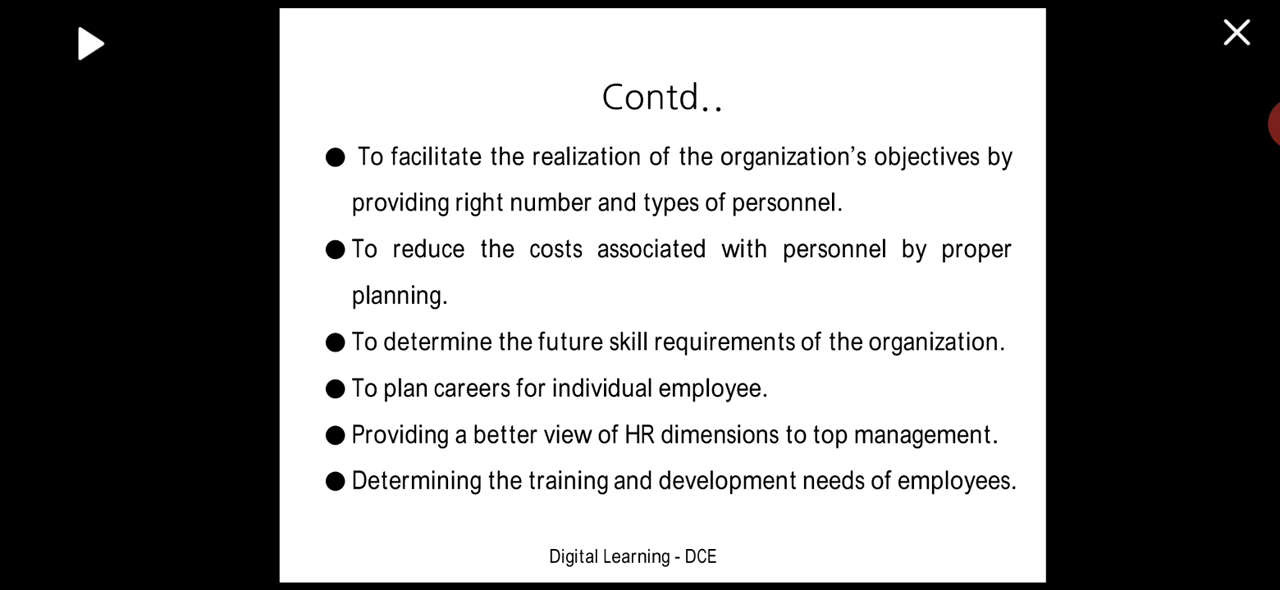 Contd..
● To facilitate the realization of the organization's objectives by
providing right number and types of personnel.
● To reduce the costs associated with personnel by proper
planning.
● To determine the future skill requirements of the organization.
● To plan careers for individual employee.
● Providing a better view of HR dimensions to top management.
● Determining the training and development needs of employees.
Digital Learning - DCE